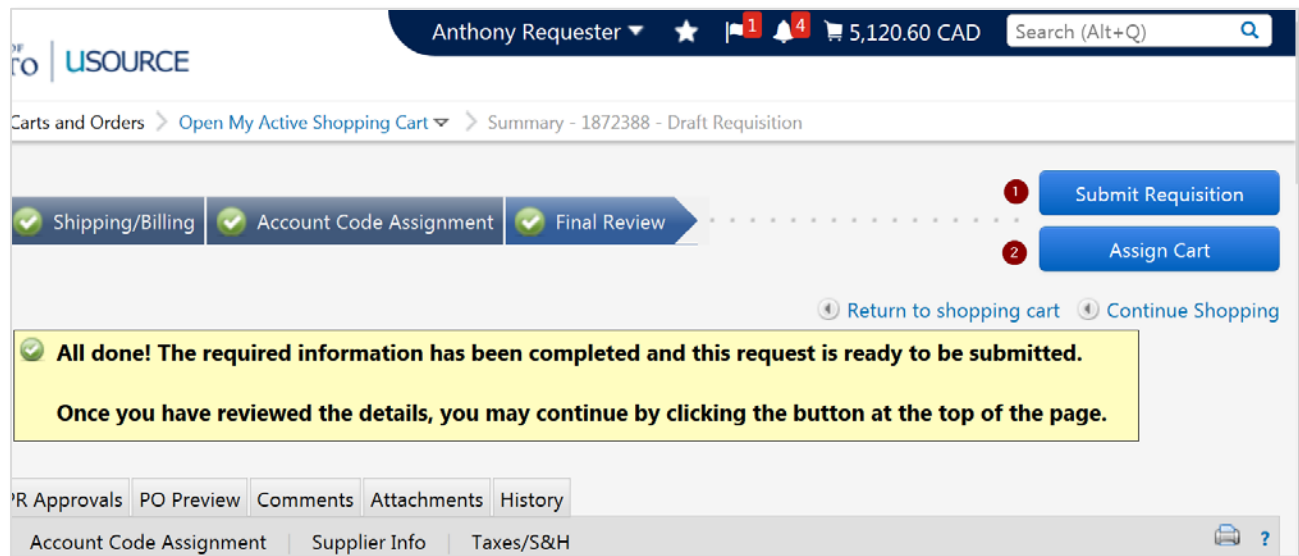 Anthony Requester 1 4 5,120.60 CAD Search (Alt+Q)
OF
TO USOURCE
Carts and Orders > Open My Active Shopping Cart > Summary - 1872388 - Draft Requisition
1 Submit Requisition
Shipping/Billing Account Code Assignment Final Review
2 Assign Cart
Return to shopping cart Continue Shopping
All done! The required information has been completed and this request is ready to be submitted.
Once you have reviewed the details, you may continue by clicking the button at the top of the page.
PR Approvals PO Preview Comments Attachments History
Account Code Assignment | Supplier Info | Taxes/S&H ?